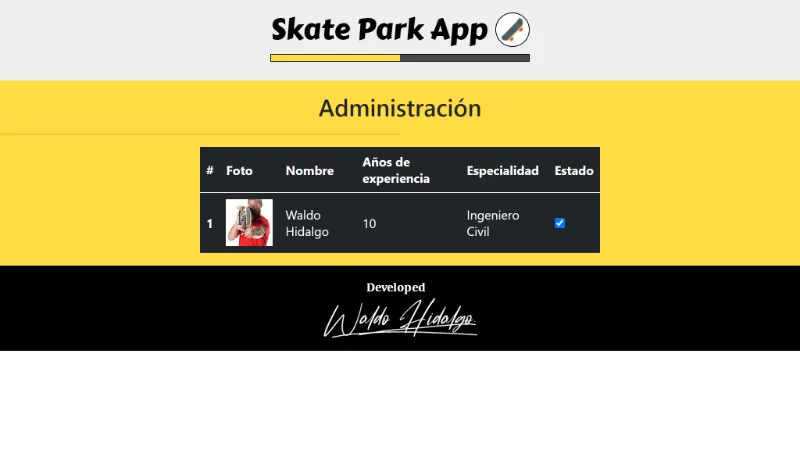 Skate Park App
Administración
# Foto Nombre Años de experiencia Especialidad Estado
1 Waldo Hidalgo 10 Ingeniero Civil
Developed
Waldo Hidalgo